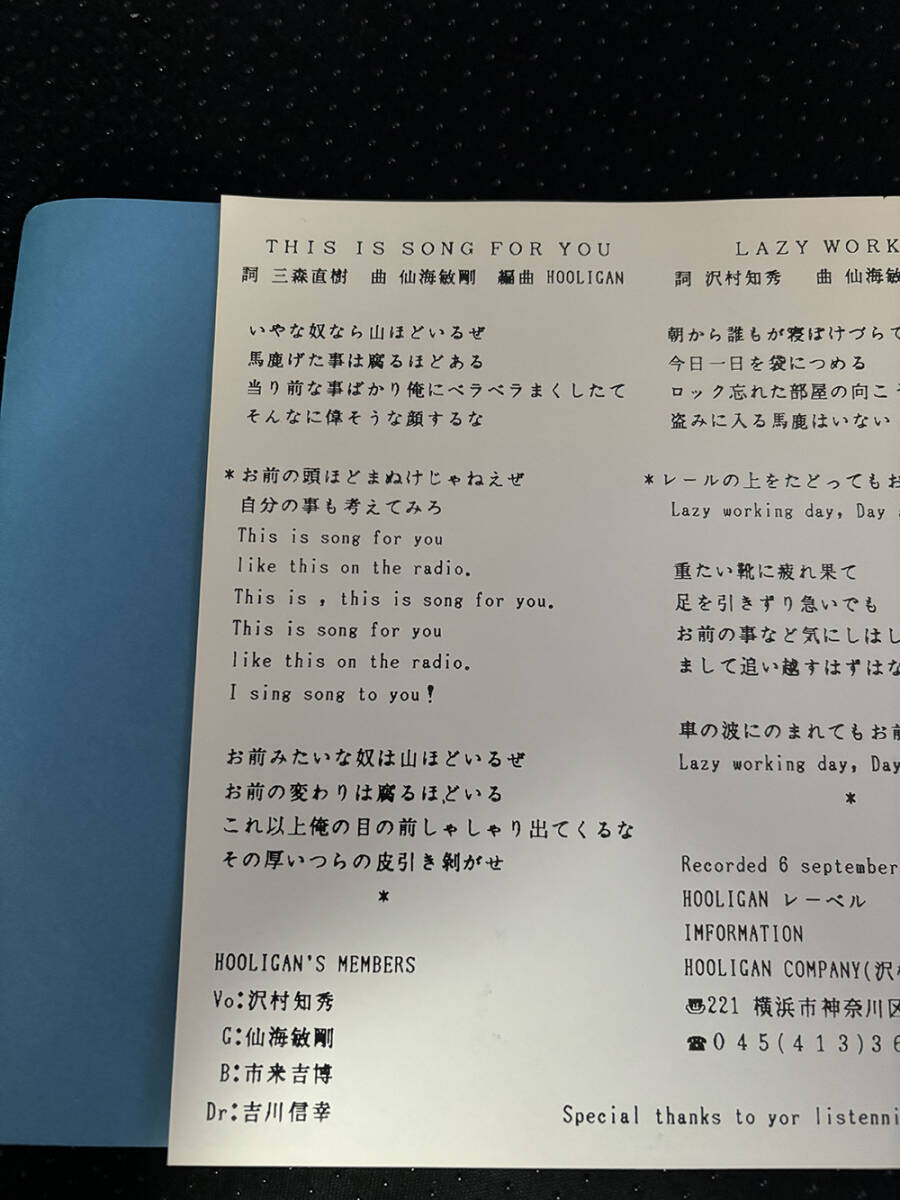 THIS IS SONG FOR YOU
詞 三森直樹 曲 仙海敏剛 編曲 HOOLIGAN
いやな奴なら山ほどいるぜ
馬鹿げた事は腐るほどある
当り前な事ばかり俺にベラベラまくしたて
そんなに偉そうな顔するな
*お前の頭ほどまぬけじゃねえぜ
自分の事も考えてみろ
This is song for you
like this on the radio.
This is , this is song for you.
This is song for you
like this on the radio.
I sing song to you!
お前みたいな奴は山ほどいるぜ
お前の変わりは腐るほどいる
これ以上俺の目の前しゃしゃり出てくるな
その厚いつらの皮引き剝がせ
*
HOOLIGAN'S MEMBERS
Vo:沢村知秀
G:仙海敏剛
B:市来吉博
Dr:吉川信幸
LAZY WORK
詞 沢村知秀 曲 仙海敏
朝から誰もが寝ぼけづらて
今日一日を袋につめる
ロック忘れた部屋の向こう
盗みに入る馬鹿はいない
*レールの上をたどってもお
Lazy working day, Day
重たい靴に疲れ果て
足を引きずり急いでも
お前の事など気にしはし
まして追い越すはずはな
車の波にのまれてもお前
Lazy working day, Day
*
Recorded 6 september
HOOLIGAN レーベル
IMFORMATION
HOOLIGAN COMPANY(沢
〠221 横浜市神奈川区
☎045(413)36
Special thanks to yor listenni